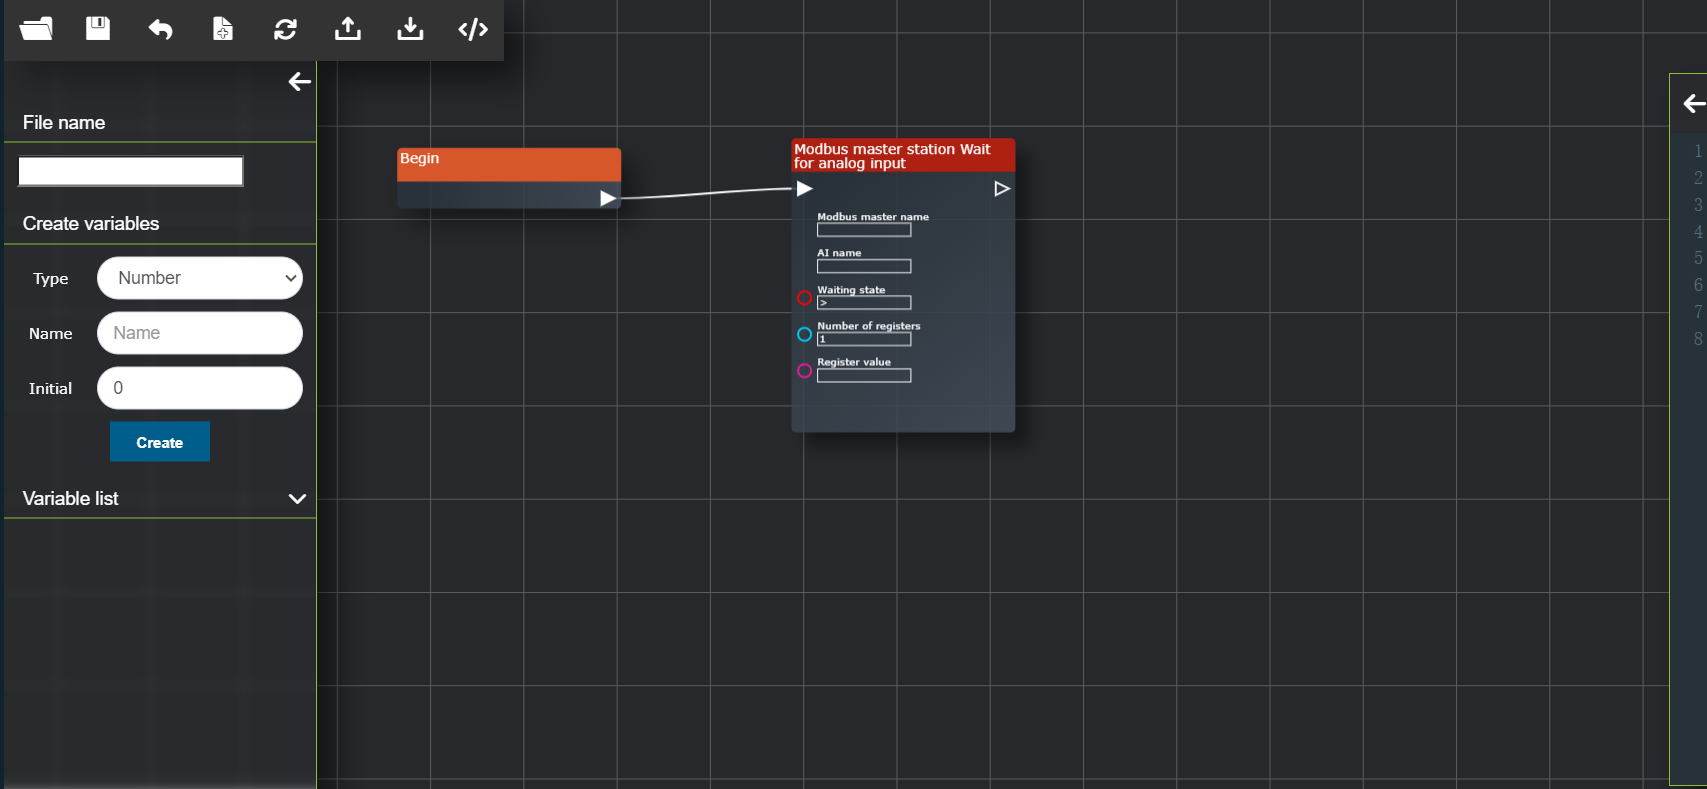 File name
Create variables
Type
Number
Name
Name
Initial
0
Create
Variable list
Begin
Modbus master station Wait
for analog input
Modbus master name
AI name
Waiting state
>
Number of registers
1
Register value
1
2
3
4
5
6
7
8